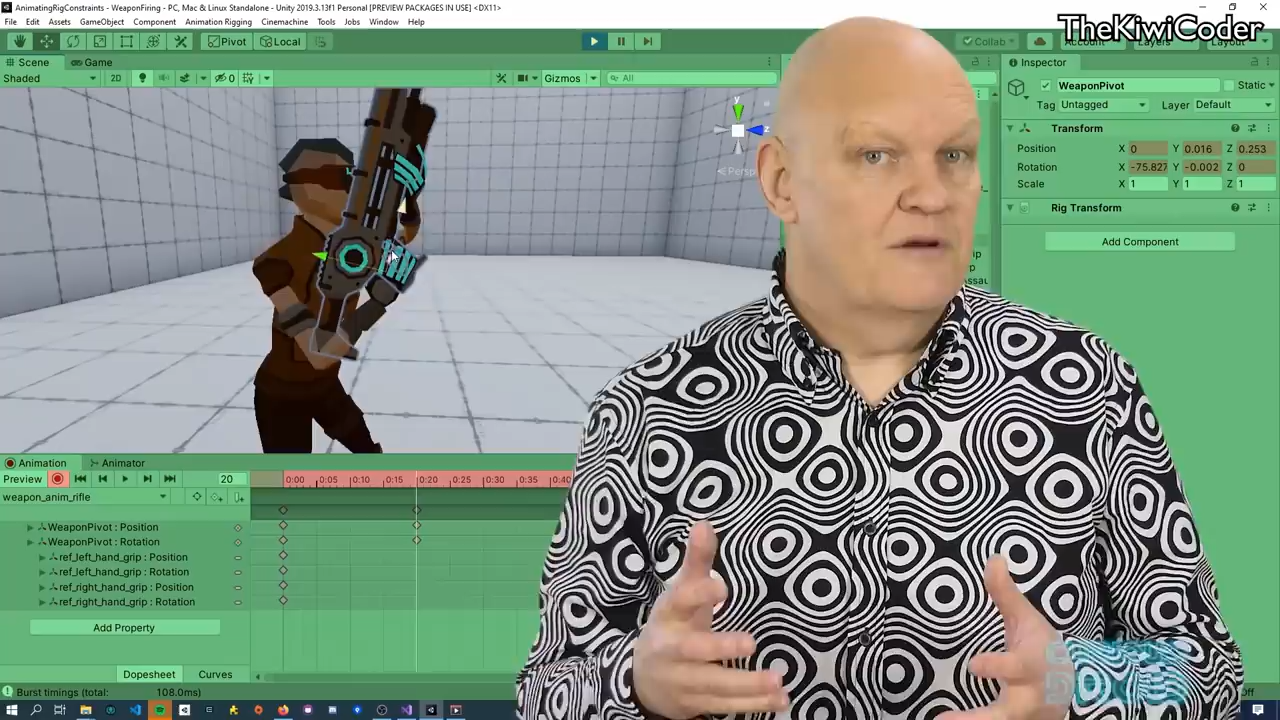 AnimatingRigConstraints - WeaponFiring - PC, Mac & Linux Standalone - Unity 2019.3.13f1 Personal [PREVIEW PACKAGES IN USE] <DX11>
TheKiwiCoder
File Edit Assets GameObject Component Animation Rigging Cinemachine Tools Jobs Window Help
Pivot Local Collab Account Layers Layout
Scene Game Inspector
Shaded 2D 0 Gizmos All
WeaponPivot Static
Tag Untagged Layer Default
Transform
Position X 0 Y 0.016 Z 0.253
Rotation X -75.827 Y -0.002 Z 0
Scale X 1 Y 1 Z 1
Rig Transform
Add Component
y
z
Persp
Animation Animator
Preview 20 0:00 0:05 0:10 0:15 0:20 0:25 0:30 0:35 0:40
weapon_anim_rifle
WeaponPivot : Position
WeaponPivot : Rotation
ref_left_hand_grip : Position
ref_left_hand_grip : Rotation
ref_right_hand_grip : Position
ref_right_hand_grip : Rotation
Add Property
Dopesheet Curves
Burst timings (total: 108.0ms)